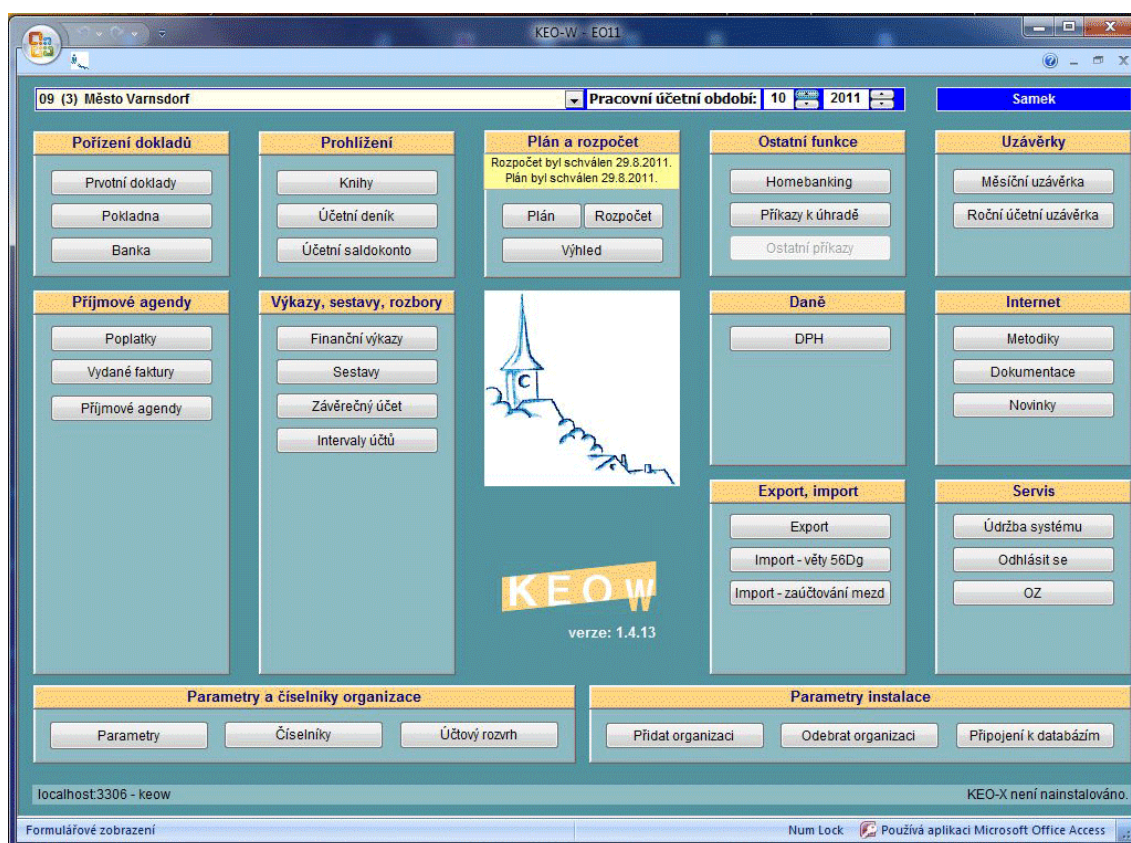 KEO-W - EO11
09 (3) Město Varnsdorf
Pracovní účetní období: 10 2011
Samek
Pořízení dokladů
Prvotní doklady
Pokladna
Banka
Prohlížení
Knihy
Účetní deník
Účetní saldokonto
Plán a rozpočet
Rozpočet byl schválen 29.8.2011.
Plán byl schválen 29.8.2011.
Plán Rozpočet
Výhled
Ostatní funkce
Homebanking
Příkazy k úhradě
Ostatní příkazy
Uzávěrky
Měsíční uzávěrka
Roční účetní uzávěrka
Příjmové agendy
Poplatky
Vydané faktury
Příjmové agendy
Výkazy, sestavy, rozbory
Finanční výkazy
Sestavy
Závěrečný účet
Intervaly účtů
Daně
DPH
Internet
Metodiky
Dokumentace
Novinky
KEO W
verze: 1.4.13
Export, import
Export
Import - věty 56Dg
Import - zaúčtování mezd
Servis
Údržba systému
Odhlásit se
OZ
Parametry a číselníky organizace
Parametry Číselníky Účtový rozvrh
Parametry instalace
Přidat organizaci Odebrat organizaci Připojení k databázím
localhost:3306 - keow
KEO-X není nainstalováno.
Formulářové zobrazení
Num Lock
Používá aplikaci Microsoft Office Access